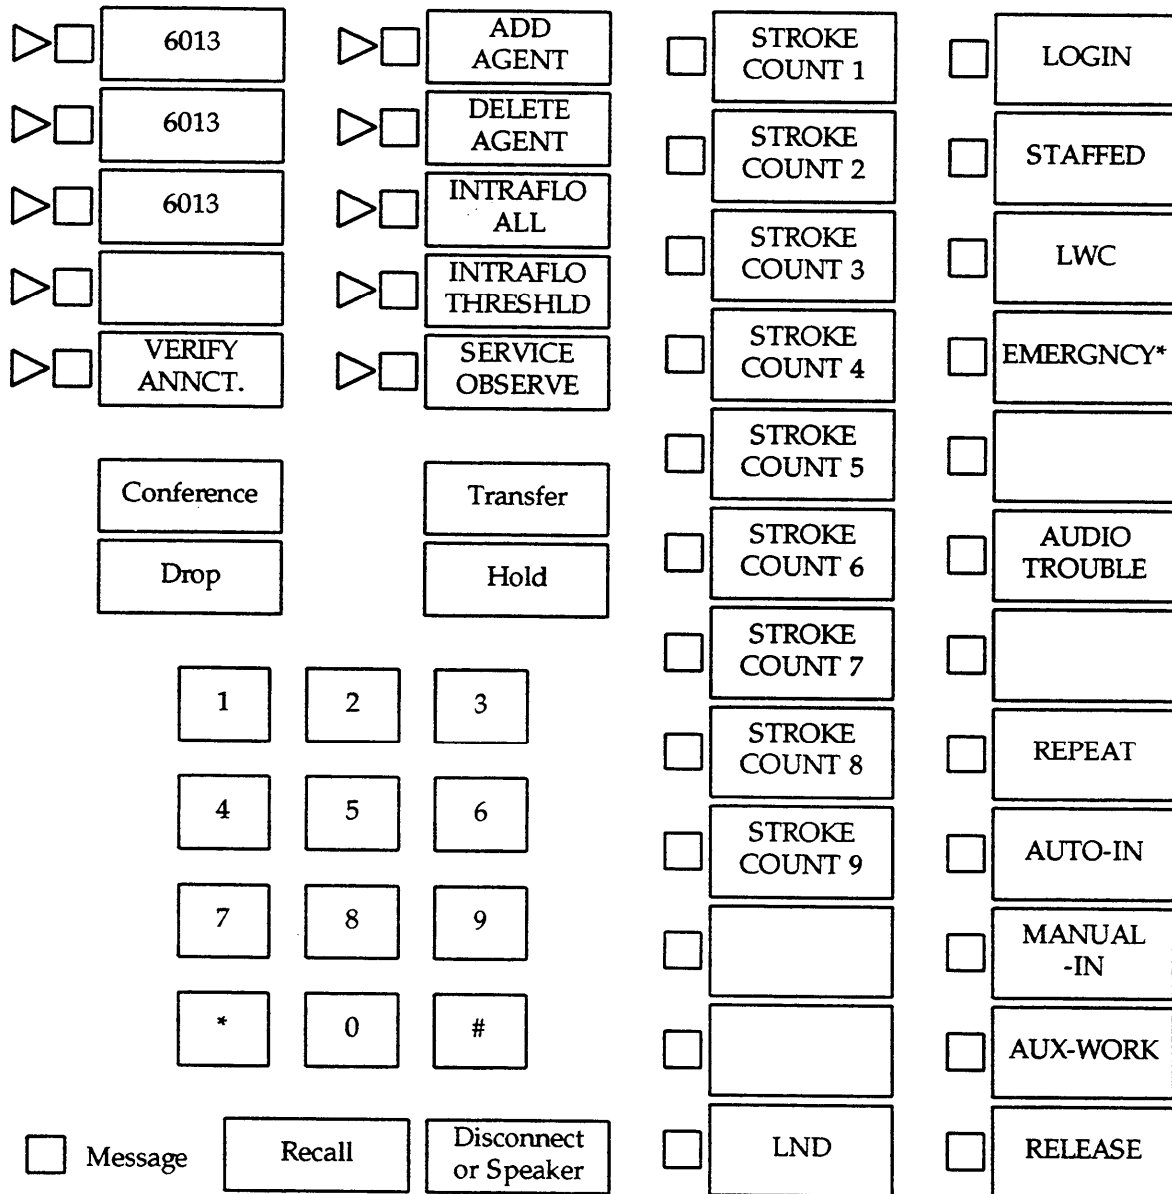 6013
6013
6013
VERIFY
ANNCT.
ADD
AGENT
DELETE
AGENT
INTRAFLO
ALL
INTRAFLO
THRESHLD
SERVICE
OBSERVE
Conference
Transfer
Drop
Hold
1 2 3
4 5 6
7 8 9
* 0 #
Message
Recall
Disconnect
or Speaker
STROKE
COUNT 1
STROKE
COUNT 2
STROKE
COUNT 3
STROKE
COUNT 4
STROKE
COUNT 5
STROKE
COUNT 6
STROKE
COUNT 7
STROKE
COUNT 8
STROKE
COUNT 9
LND
LOGIN
STAFFED
LWC
EMERGNCY*
AUDIO
TROUBLE
REPEAT
AUTO-IN
MANUAL
-IN
AUX-WORK
RELEASE